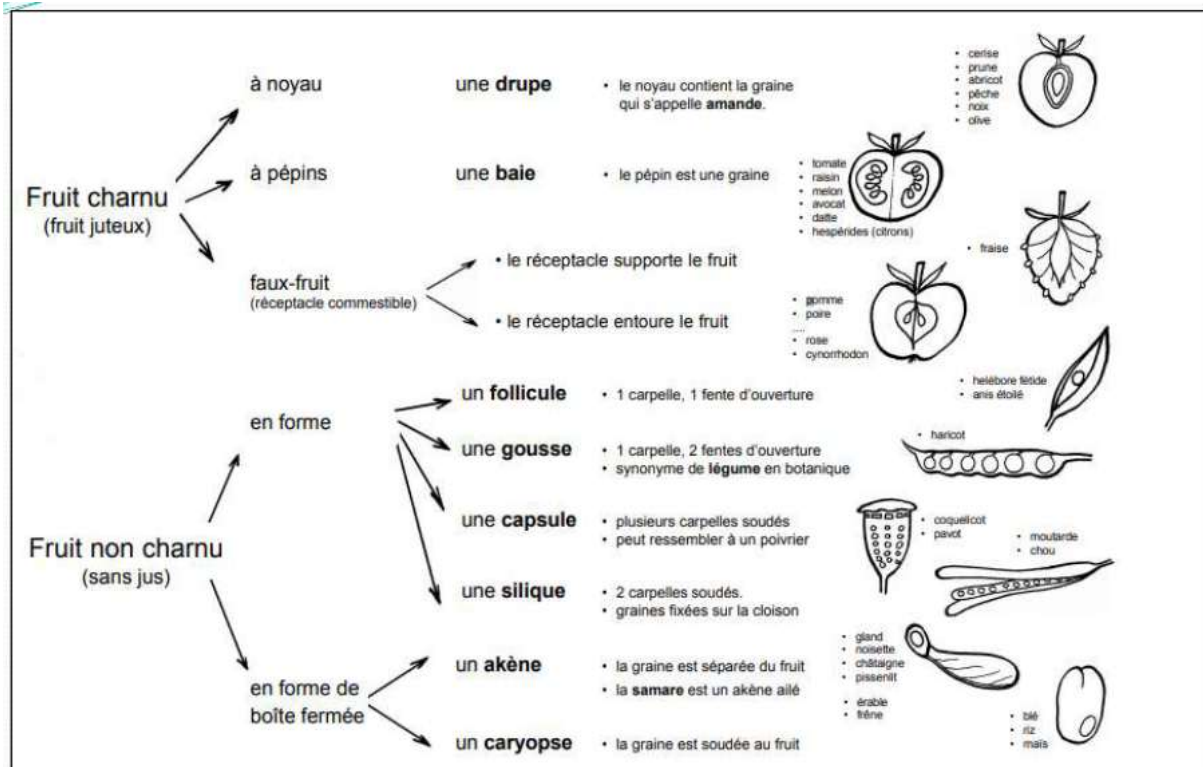 à noyau
une drupe
• le noyau contient la graine
qui s'appelle amande.
• cerise
• prune
• abricot
• pêche
• noix
• olive
Fruit charnu
(fruit juteux)
à pépins
une baie
• le pépin est une graine
• tomate
• raisin
• melon
• avocat
• datte
• hespérides (citrons)
faux-fruit
(réceptacle commestible)
• le réceptacle supporte le fruit
• fraise
• le réceptacle entoure le fruit
• pomme
• poire
....
• rose
• cynorrhodon
Fruit non charnu
(sans jus)
en forme
un follicule
• 1 carpelle, 1 fente d'ouverture
• helébore fétide
• anis étoilé
une gousse
• 1 carpelle, 2 fentes d'ouverture
• synonyme de légume en botanique
• haricot
une capsule
• plusieurs carpelles soudés
• peut ressembler à un poivrier
• coquelicot
• pavot
une silique
• 2 carpelles soudés.
• graines fixées sur la cloison
• moutarde
• chou
en forme de
boîte fermée
un akène
• la graine est séparée du fruit
• la samare est un akène ailé
• gland
• noisette
• châtaigne
• pissenlit
• érable
• frêne
un caryopse
• la graine est soudée au fruit
• blé
• riz
• maïs